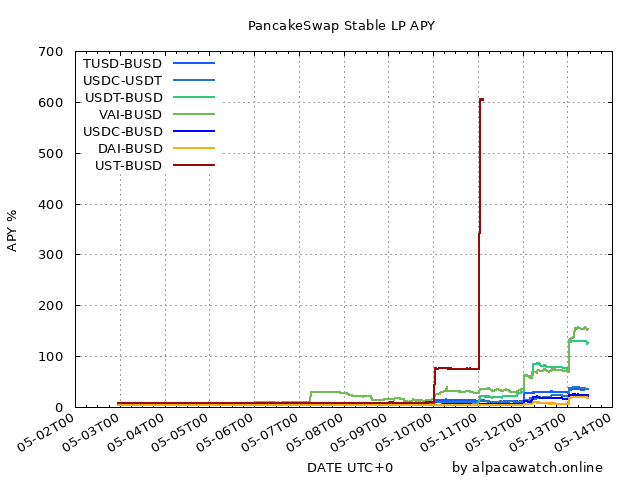 PancakeSwap Stable LP APY
700
600
500
400
300
200
100
0
APY %
TUSD-BUSD
USDC-USDT
USDT-BUSD
VAI-BUSD
USDC-BUSD
DAI-BUSD
UST-BUSD
05-02T00
05-03T00
05-04T00
05-05T00
05-06T00
05-07T00
05-08T00
05-09T00
05-10T00
05-11T00
05-12T00
05-13T00
05-14T00
DATE UTC+0
by alpacawatch.online